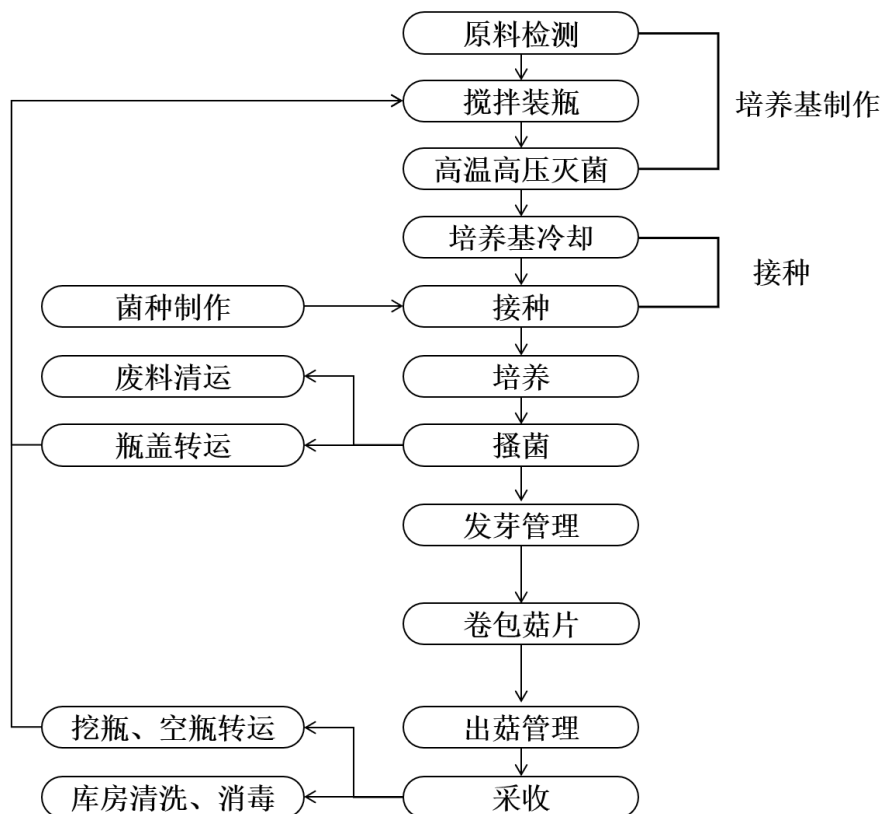 原料检测
搅拌装瓶
培养基制作
高温高压灭菌
培养基冷却
接种
菌种制作
接种
废料清运
培养
瓶盖转运
搔菌
发芽管理
卷包菇片
挖瓶、空瓶转运
出菇管理
库房清洗、消毒
采收